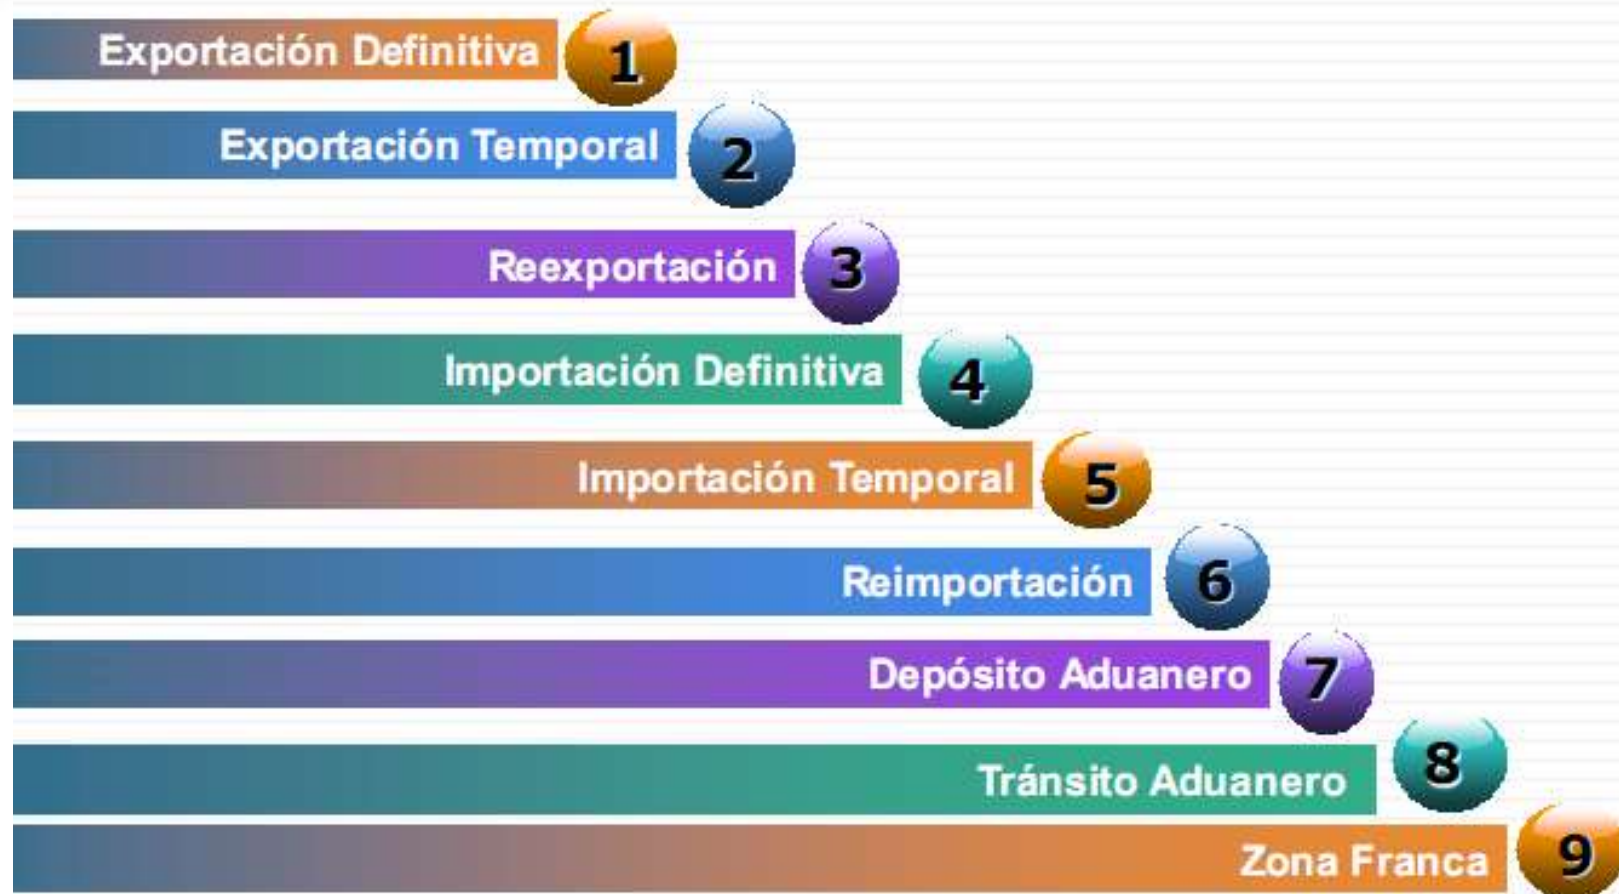 Exportación Definitiva 1
Exportación Temporal 2
Reexportación 3
Importación Definitiva 4
Importación Temporal 5
Reimportación 6
Depósito Aduanero 7
Tránsito Aduanero 8
Zona Franca 9